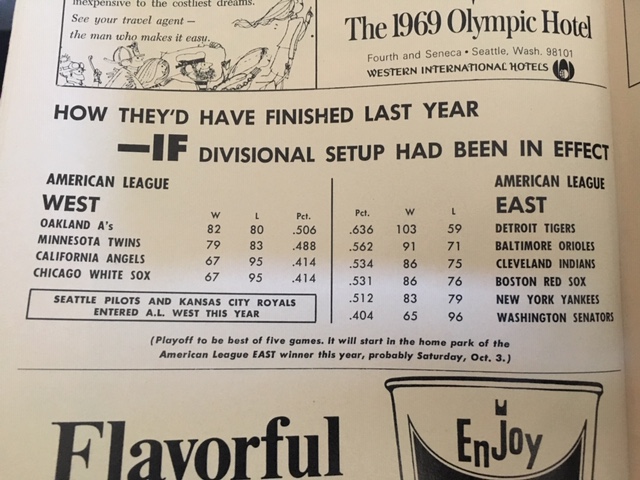 inexpensive to the costliest dreams.
See your travel agent —
the man who makes it easy.
The 1969 Olympic Hotel
Fourth and Seneca • Seattle, Wash. 98101
WESTERN INTERNATIONAL HOTELS
HOW THEY'D HAVE FINISHED LAST YEAR
—IF DIVISIONAL SETUP HAD BEEN IN EFFECT
AMERICAN LEAGUE
WEST
W L Pct.
OAKLAND A's 82 80 .506
MINNESOTA TWINS 79 83 .488
CALIFORNIA ANGELS 67 95 .414
CHICAGO WHITE SOX 67 95 .414
SEATTLE PILOTS AND KANSAS CITY ROYALS
ENTERED A.L. WEST THIS YEAR
AMERICAN LEAGUE
EAST
Pct. W L
.636 103 59 DETROIT TIGERS
.562 91 71 BALTIMORE ORIOLES
.534 86 75 CLEVELAND INDIANS
.531 86 76 BOSTON RED SOX
.512 83 79 NEW YORK YANKEES
.404 65 96 WASHINGTON SENATORS
(Playoff to be best of five games. It will start in the home park of the
American League EAST winner this year, probably Saturday, Oct. 3.)
Flavorful
EnJoy